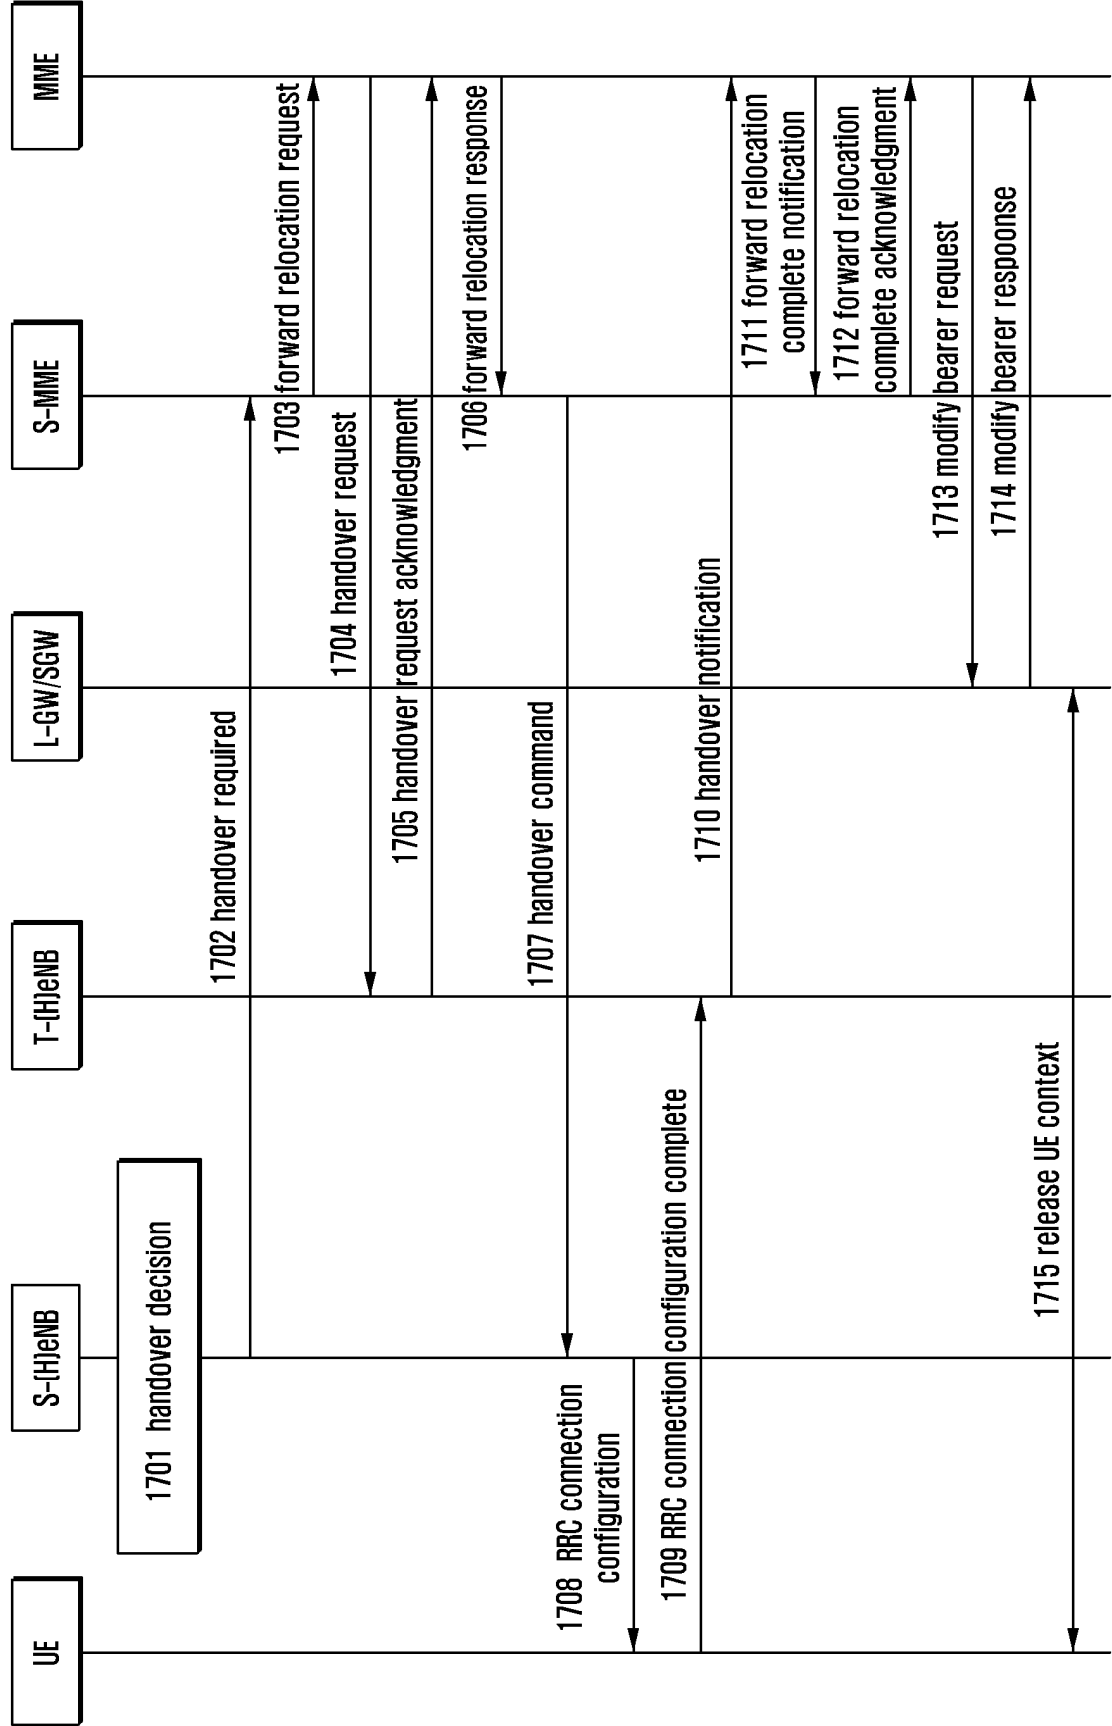 UE
S-(H)eNB
T-(H)eNB
L-GW/SGW
S-MME
MME
1701 handover decision
1702 handover required
1703 forward relocation request
1704 handover request
1705 handover request acknowledgment
1706 forward relocation response
1707 handover command
1708 RRC connection
configuration
1709 RRC connection configuration complete
1710 handover notification
1711 forward relocation
complete notification
1712 forward relocation
complete acknowledgment
1713 modify bearer request
1714 modify bearer respoonse
1715 release UE context